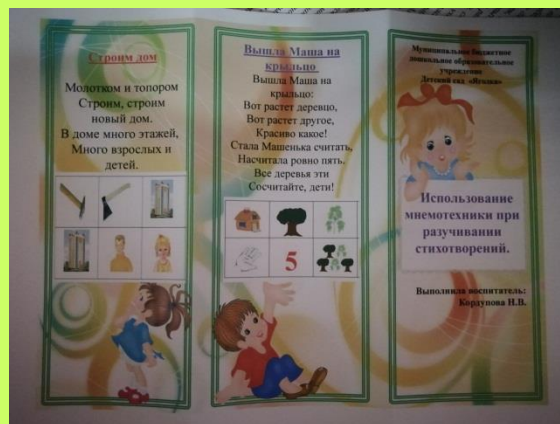 Строим дом
Молотком и топором
Строим, строим
новый дом.
В доме много этажей,
Много взрослых и
детей.
Вышла Маша на
крыльцо
Вышла Маша на
крыльцо:
Вот растет деревцо,
Вот растет другое,
Красиво какое!
Стала Машенька считать,
Насчитала ровно пять.
Все деревья эти
Сосчитайте, дети!
5
Муниципальное бюджетное
дошкольное образовательное
учреждение
Детский сад «Ягодка»
Использование
мнемотехники при
разучивании
стихотворений.
Выполнила воспитатель:
Кордупова Н.В.